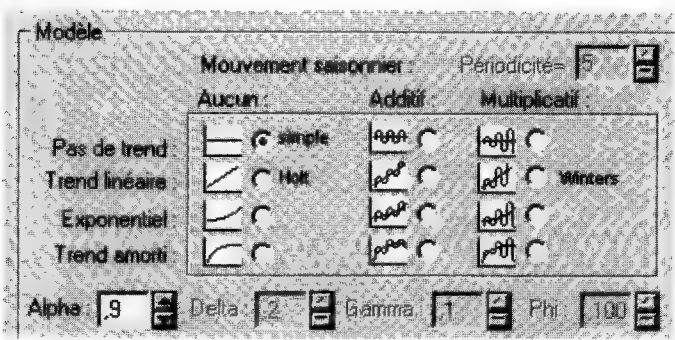 Modèle
Mouvement saisonnier : Périodicité= 5
Aucun : Additif : Multiplicatif :
Pas de trend : simple
Trend linéaire : Holt Winters
Exponentiel :
Trend amorti :
Alpha : ,9 Delta : ,2 Gamma : ,1 Phi : ,100